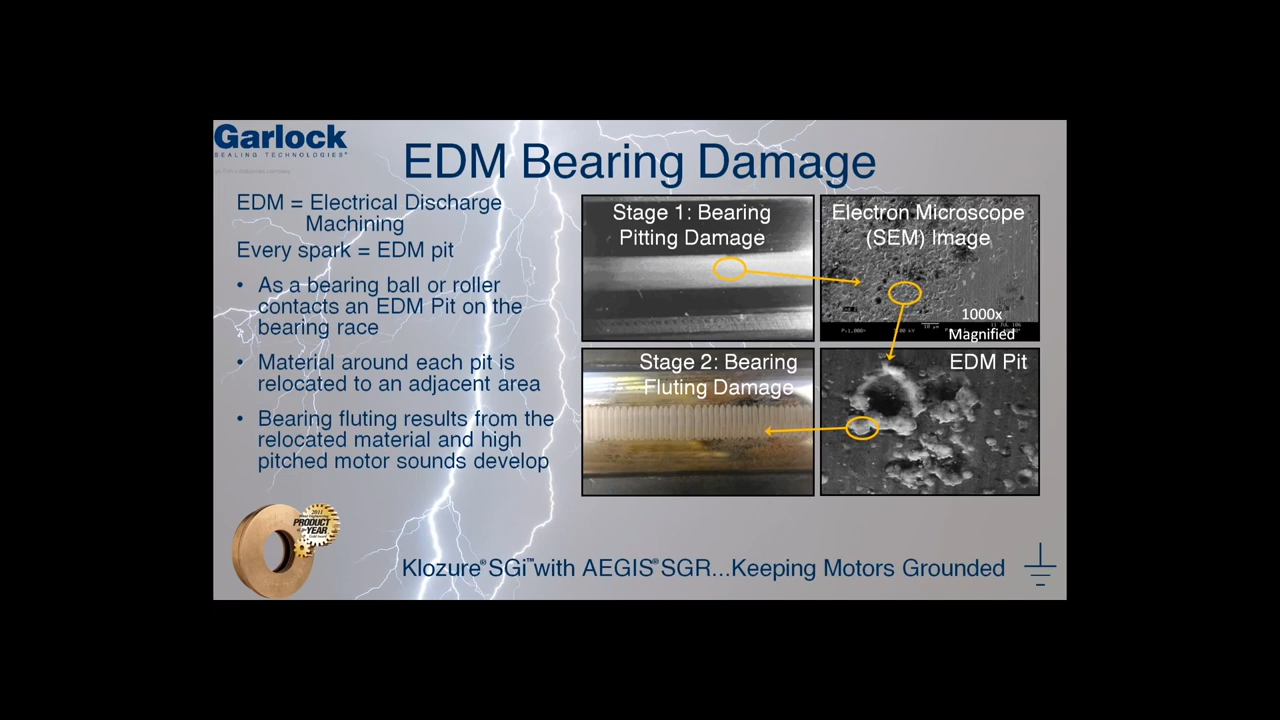 Garlock
SEALING TECHNOLOGIES®
EDM Bearing Damage
EDM = Electrical Discharge
Machining
Every spark = EDM pit
• As a bearing ball or roller
contacts an EDM Pit on the
bearing race
• Material around each pit is
relocated to an adjacent area
• Bearing fluting results from the
relocated material and high
pitched motor sounds develop
Stage 1: Bearing
Pitting Damage
Electron Microscope
(SEM) Image
1000x
Magnified
Stage 2: Bearing
Fluting Damage
EDM Pit
2011
PRODUCT
YEAR
Klozure® SGi™ with AEGIS® SGR...Keeping Motors Grounded